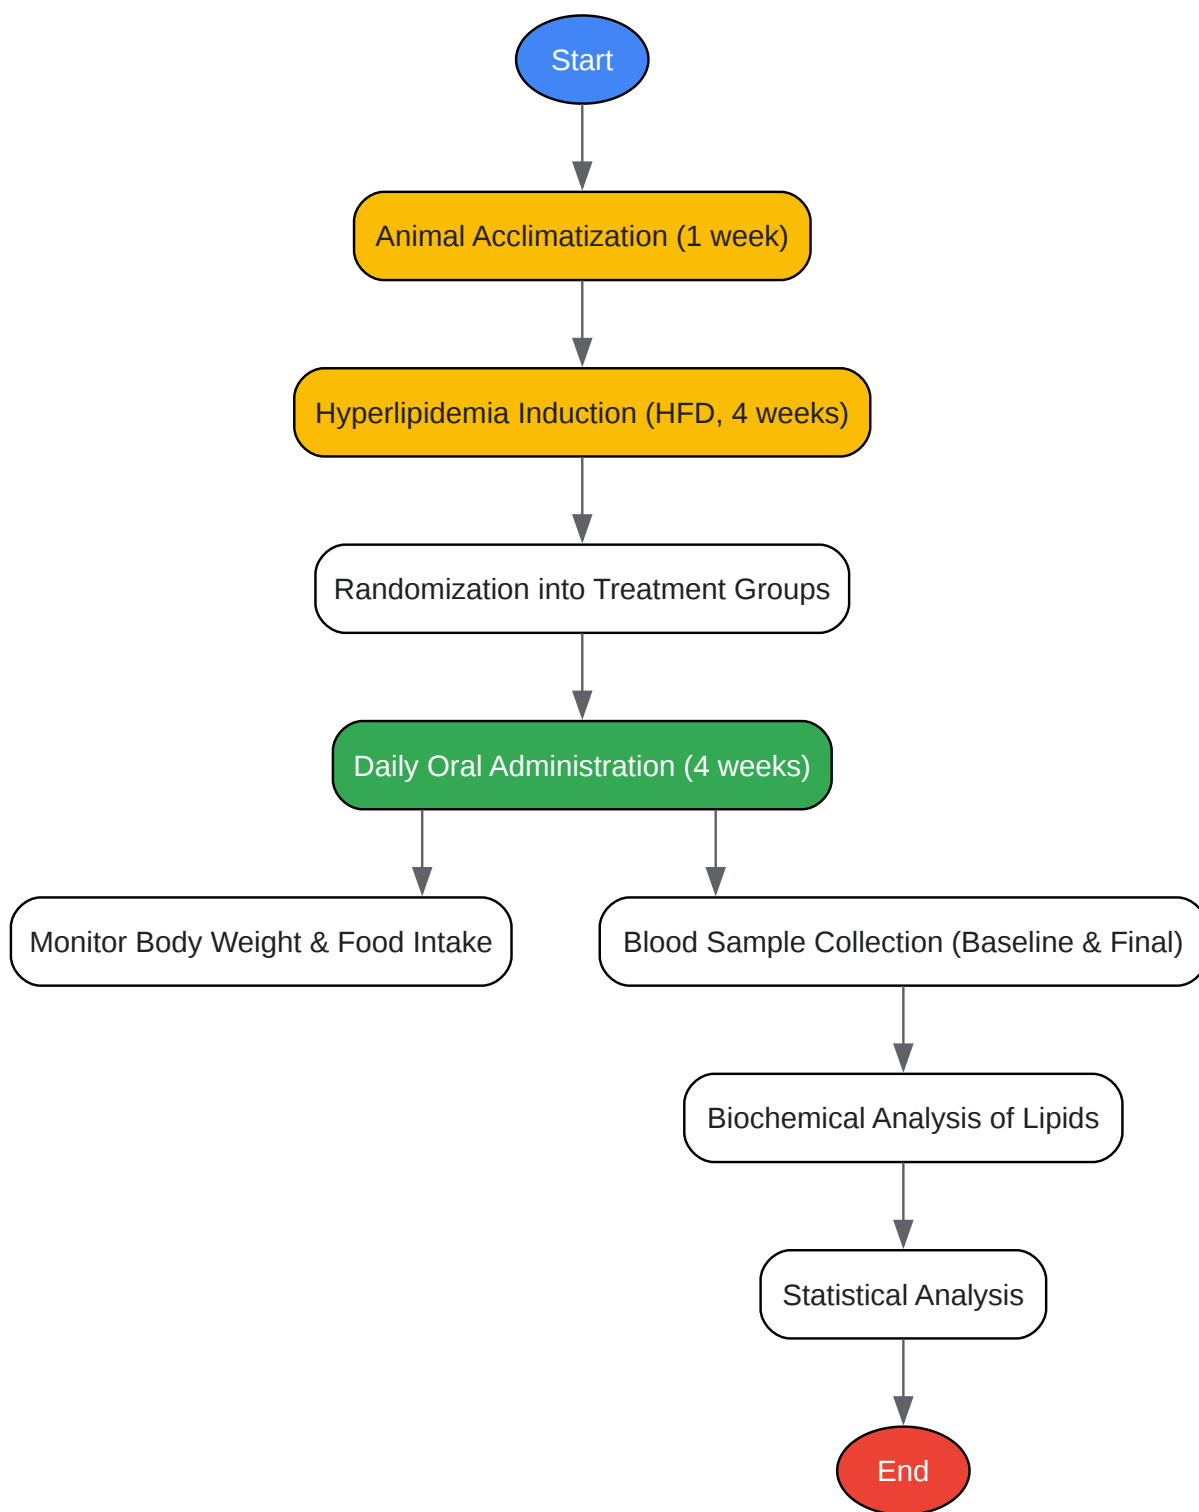 Start
Animal Acclimatization (1 week)
Hyperlipidemia Induction (HFD, 4 weeks)
Randomization into Treatment Groups
Daily Oral Administration (4 weeks)
Monitor Body Weight & Food Intake
Blood Sample Collection (Baseline & Final)
Biochemical Analysis of Lipids
Statistical Analysis
End